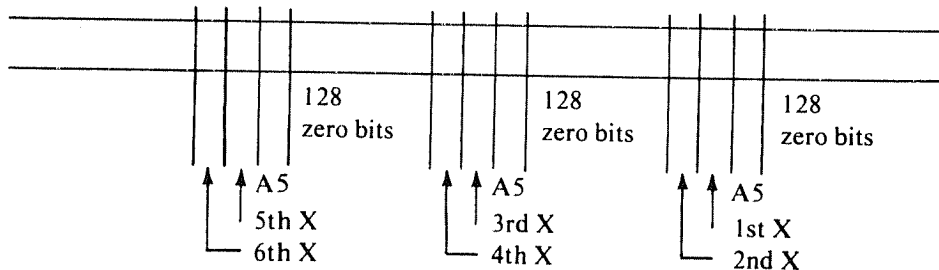 128
zero bits
A5
5th X
6th X
128
zero bits
A5
3rd X
4th X
128
zero bits
A5
1st X
2nd X